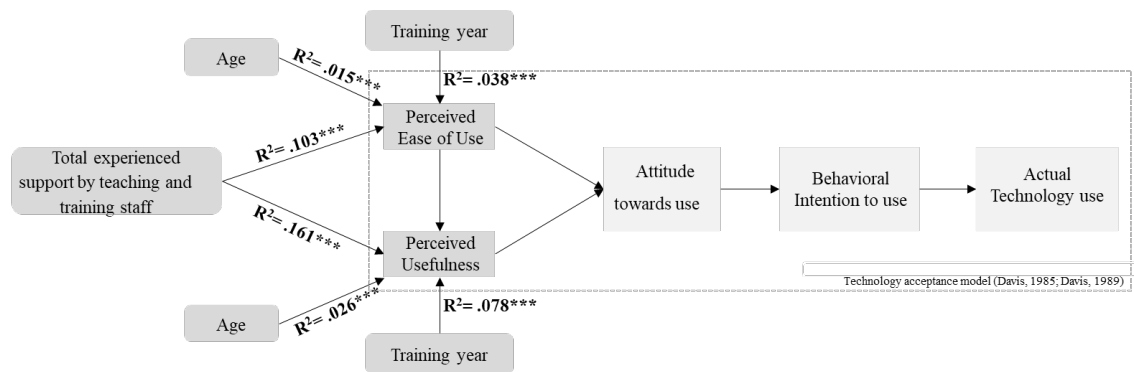 Training year
Age
R²= .015***
R²= .038***
Perceived
Ease of Use
R²= .103***
Total experienced
support by teaching and
training staff
Attitude
towards use
Behavioral
Intention to use
Actual
Technology use
R²= .161***
Perceived
Usefulness
Technology acceptance model (Davis, 1985; Davis, 1989)
Age
R²= .026***
R²= .078***
Training year